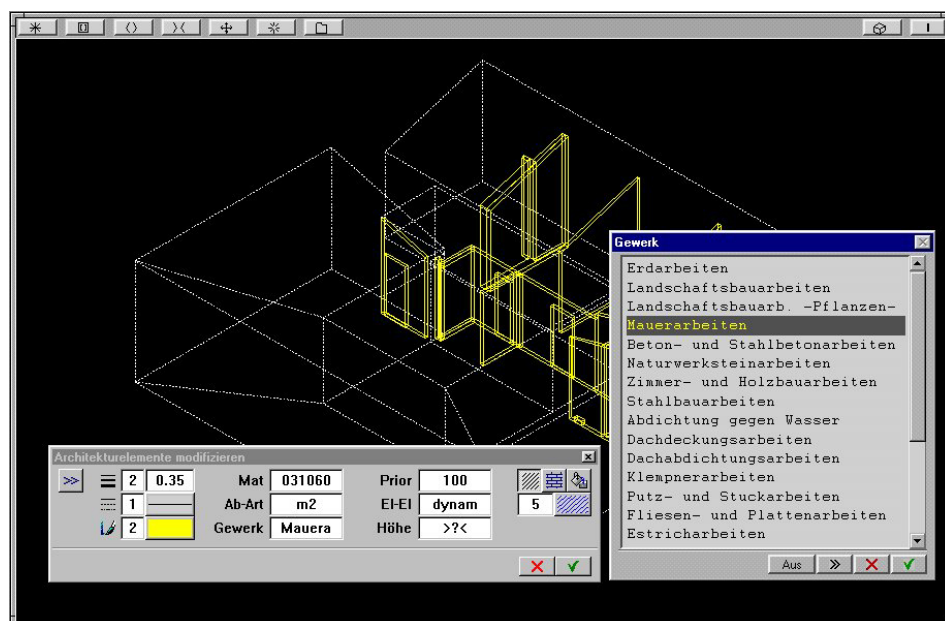 Gewerk
Erdarbeiten
Landschaftsbauarbeiten
Landschaftsbauarb. -Pflanzen-
Mauerarbeiten
Beton- und Stahlbetonarbeiten
Naturwerksteinarbeiten
Zimmer- und Holzbauarbeiten
Stahlbauarbeiten
Abdichtung gegen Wasser
Dachdeckungsarbeiten
Dachabdichtungsarbeiten
Klempnerarbeiten
Putz- und Stuckarbeiten
Fliesen- und Plattenarbeiten
Estricharbeiten
Aus
Architekturelemente modifizieren
>> 2 0.35 Mat 031060 Prior 100
1 Ab-Art m2 El-El dynam 5
2 Gewerk Mauera Höhe >?<